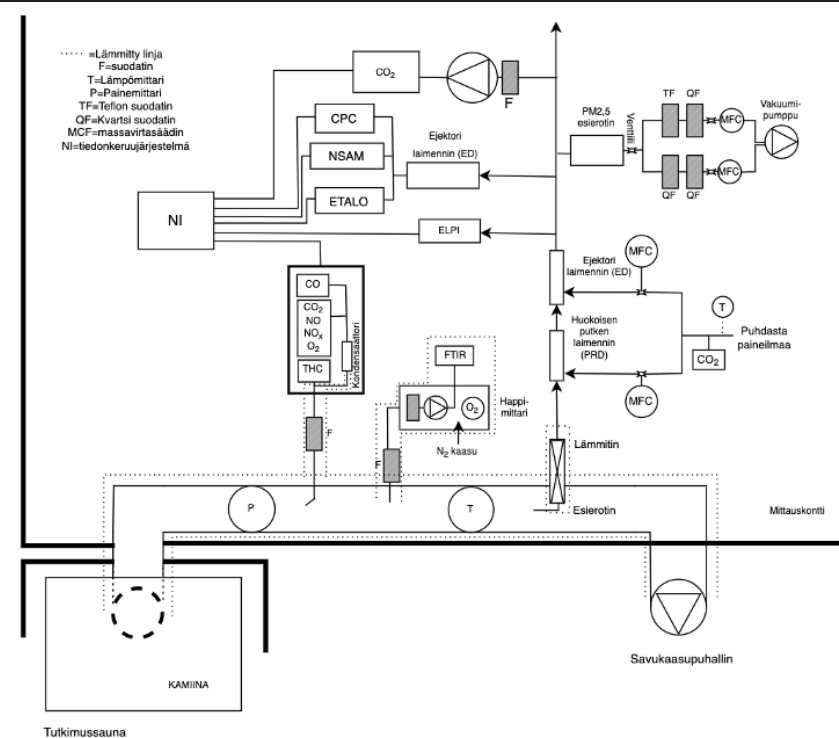 =Lämmitty linja
F=suodatin
T=Lämpömittari
P=Painemittari
TF=Teflon suodatin
QF=Kvartsi suodatin
MCF=massavirtasäädin
NI=tiedonkeruujärjestelmä
CO₂
F
CPC
NSAM
ETALO
Ejektori
laimennin (ED)
ELPI
NI
PM2,5
esierotin
Venttiili
TF
QF
MFC
Vakuumi-
pumppu
MFC
QF
QF
CO
CO₂
NO
NOₓ
O₂
THC
Kondensaattori
F
FTIR
O₂
Happi-
mittari
N₂ kaasu
F
MFC
Ejektori
laimennin (ED)
Huokoisen
putken
laimennin
(PRD)
T
Puhdasta
paineilmaa
CO₂
MFC
Lämmitin
Esierotin
P
T
Mittauskontti
KAMIINA
Tutkimussauna
Savukaasupuhallin